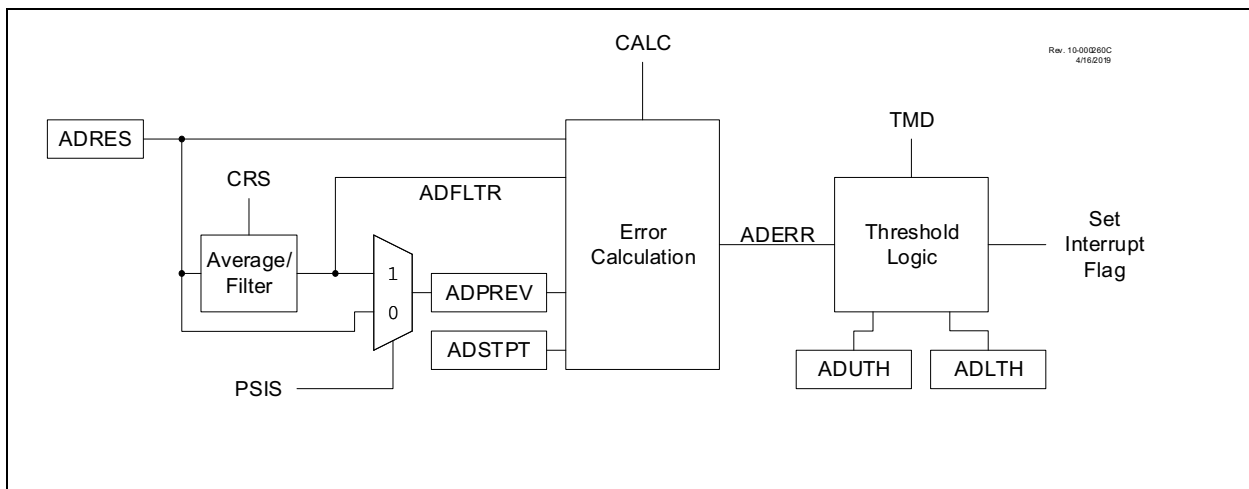 CALC
Rev. 10-000260C
4/16/2019
ADRES
TMD
CRS
ADFLTR
Average/
Filter
1
0
ADPREV
ADSTPT
PSIS
Error
Calculation
ADERR
Threshold
Logic
Set
Interrupt
Flag
ADUTH
ADLTH